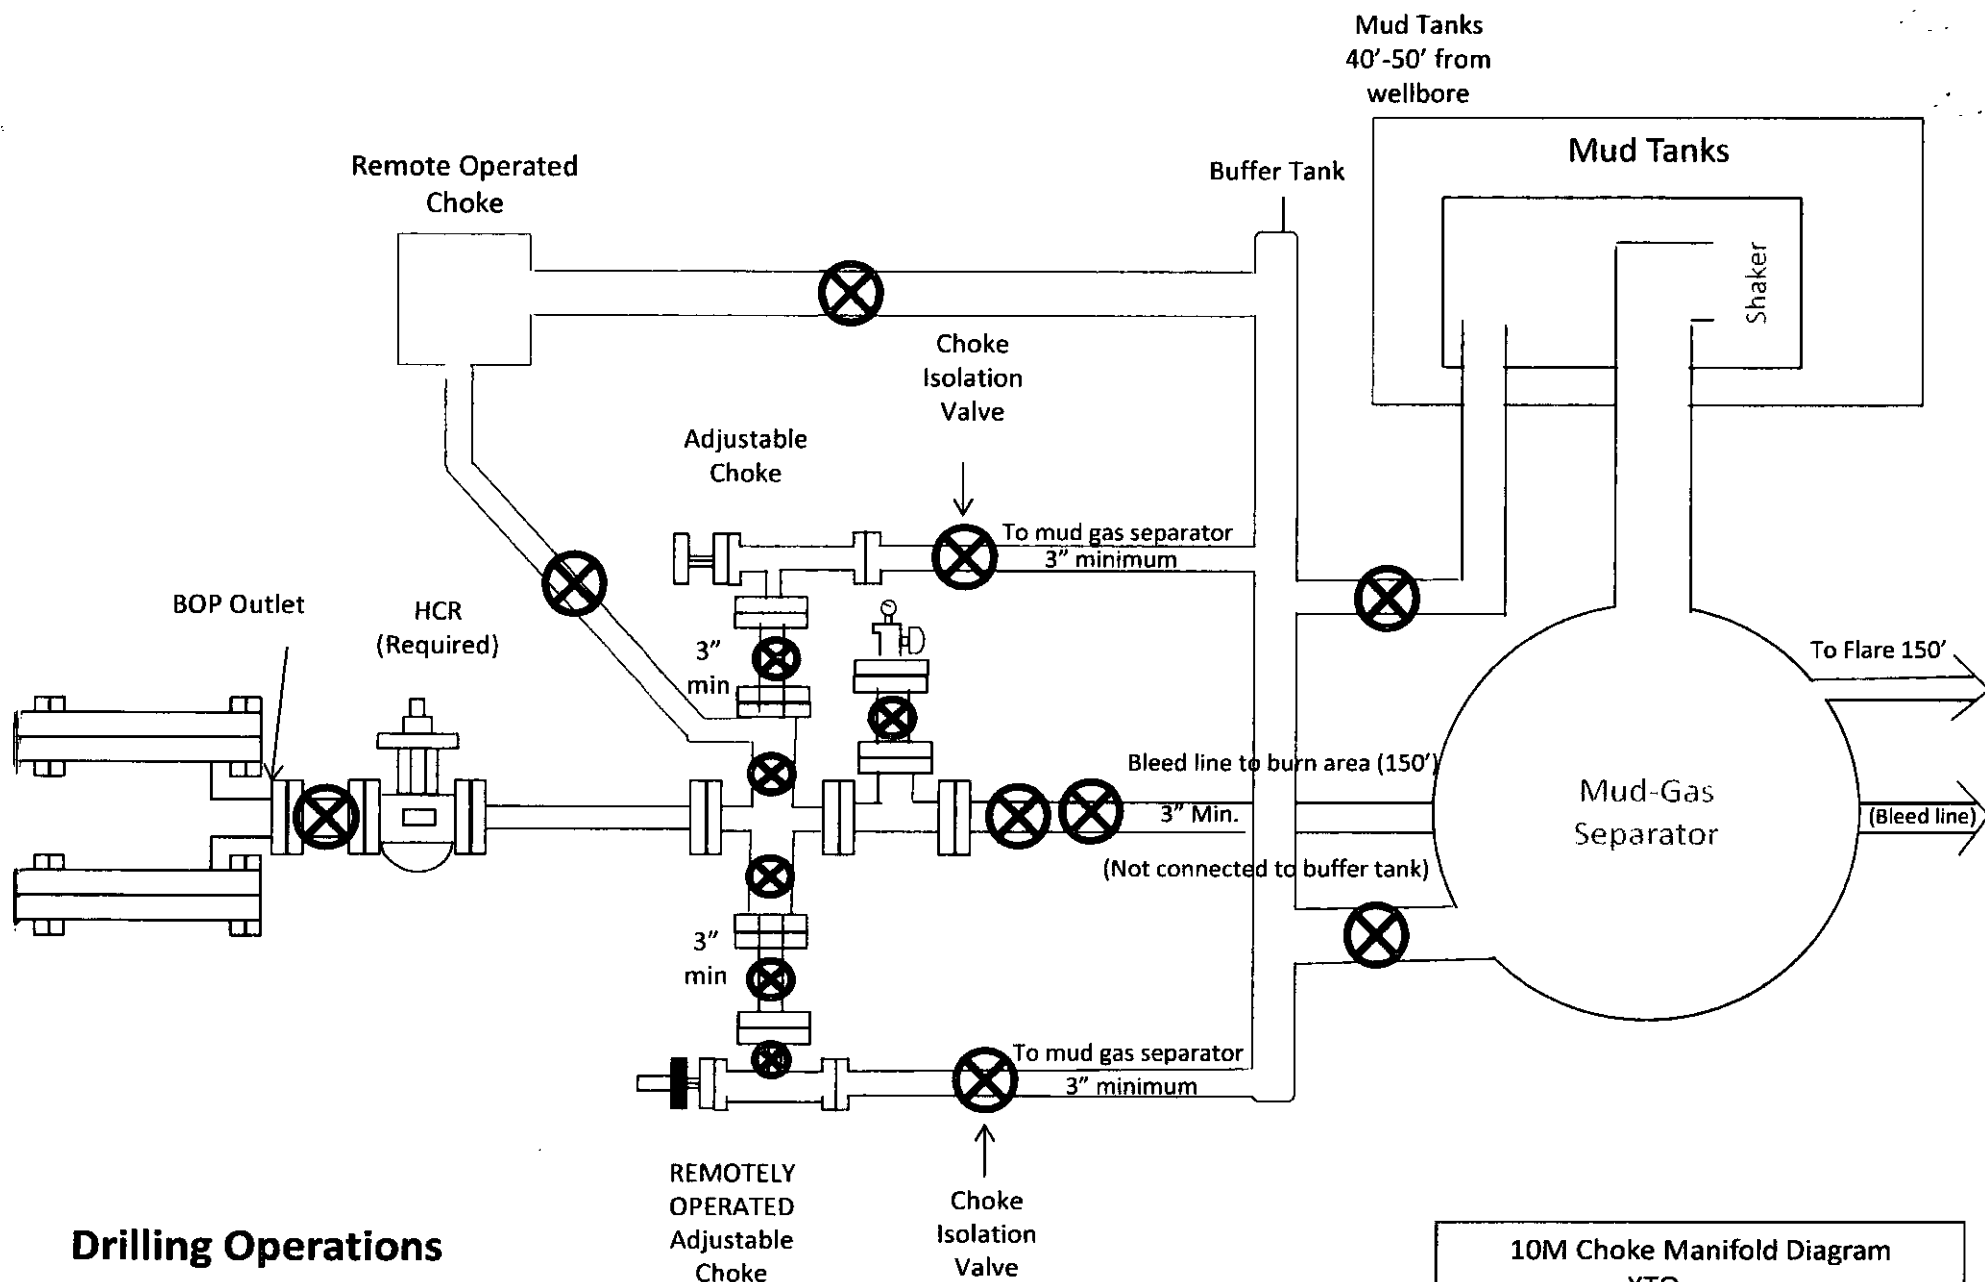 Mud Tanks
40’-50’ from
wellbore
Mud Tanks
Shaker
Remote Operated
Choke
Buffer Tank
Choke
Isolation
Valve
Adjustable
Choke
To mud gas separator
3” minimum
BOP Outlet
HCR
(Required)
3”
min
To Flare 150’
Bleed line to burn area (150’)
3” Min.
(Not connected to buffer tank)
Mud-Gas
Separator
(Bleed line)
3”
min
To mud gas separator
3” minimum
REMOTELY
OPERATED
Adjustable
Choke
Choke
Isolation
Valve
Drilling Operations
10M Choke Manifold Diagram
XTO